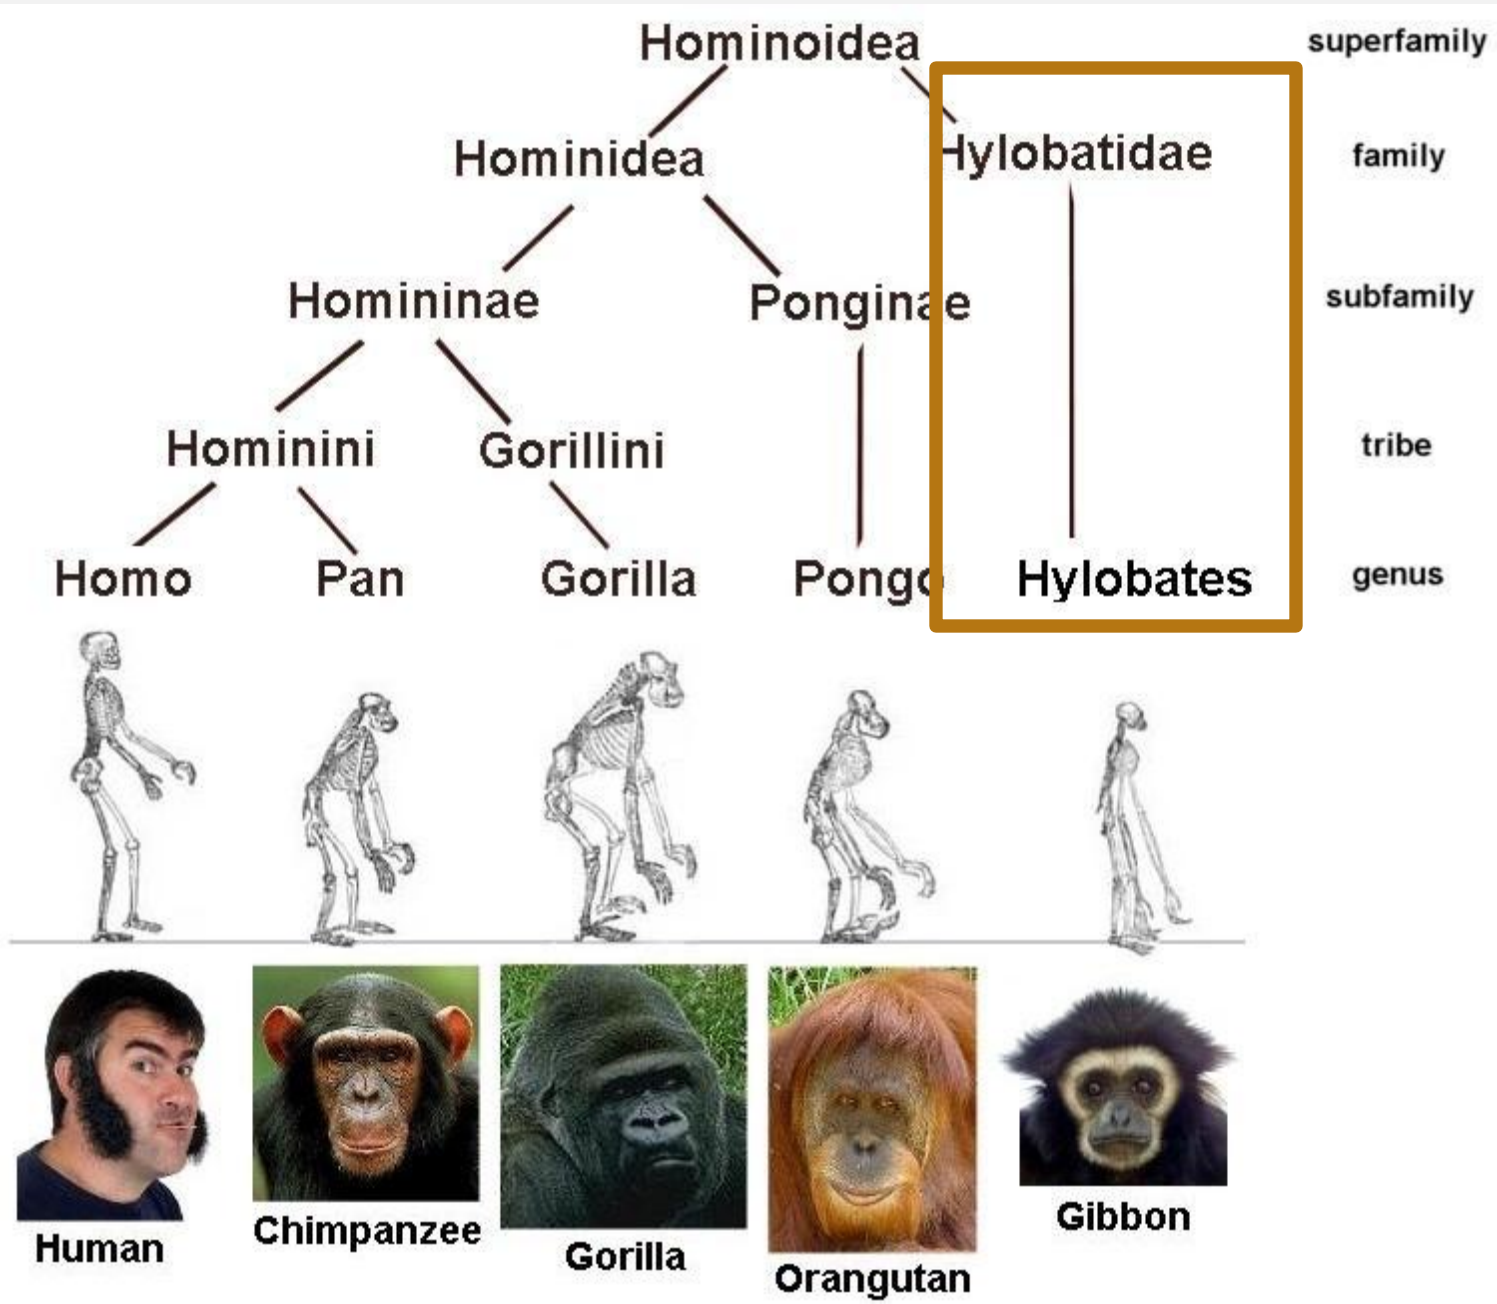 Hominoidea superfamily
Hominidea Hylobatidae family
Homininae Ponginae subfamily
Hominini Gorillini tribe
Homo Pan Gorilla Pongo Hylobates genus
Human Chimpanzee Gorilla Orangutan Gibbon